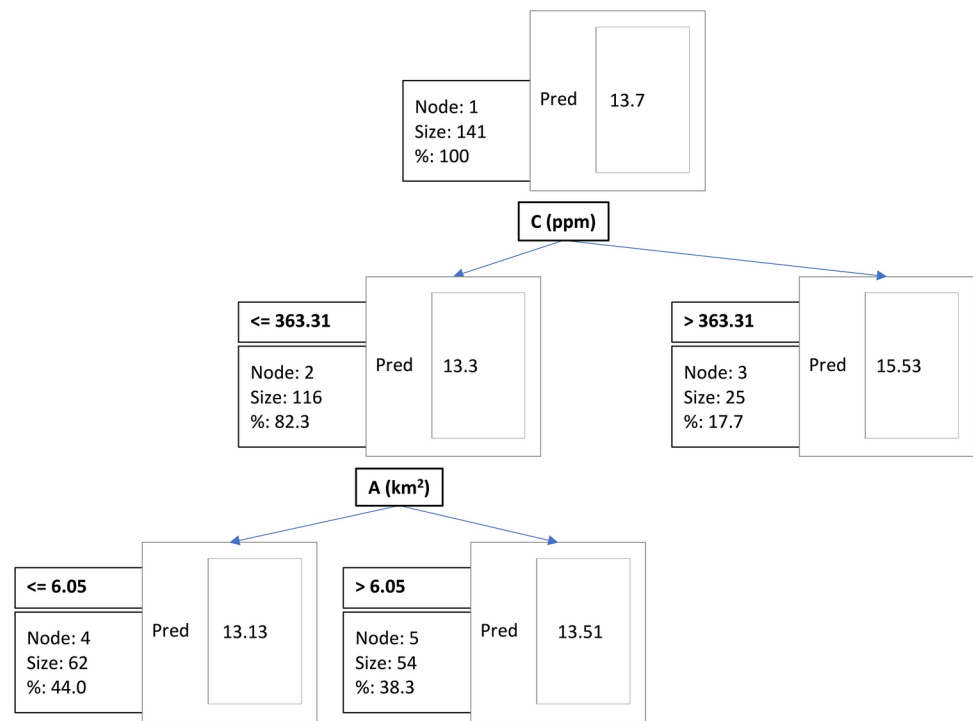 Node: 1
Size: 141
%: 100
Pred
13.7
C (ppm)
<= 363.31
Node: 2
Size: 116
%: 82.3
Pred
13.3
> 363.31
Node: 3
Size: 25
%: 17.7
Pred
15.53
A (km²)
<= 6.05
Node: 4
Size: 62
%: 44.0
Pred
13.13
> 6.05
Node: 5
Size: 54
%: 38.3
Pred
13.51